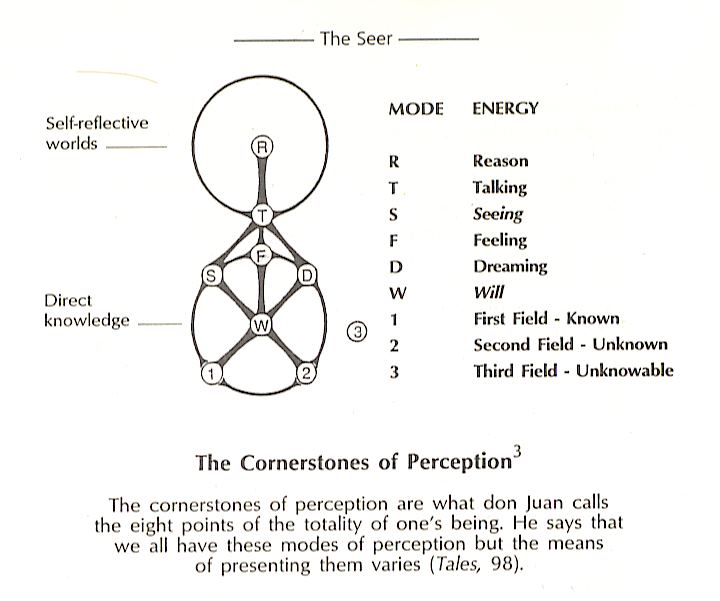 The Seer
Self-reflective
worlds
Direct
knowledge
R
T
F
S
D
W
1
2
3
MODE ENERGY
R Reason
T Talking
S Seeing
F Feeling
D Dreaming
W Will
1 First Field - Known
2 Second Field - Unknown
3 Third Field - Unknowable
The Cornerstones of Perception3
The cornerstones of perception are what don Juan calls
the eight points of the totality of one's being. He says that
we all have these modes of perception but the means
of presenting them varies (Tales, 98).